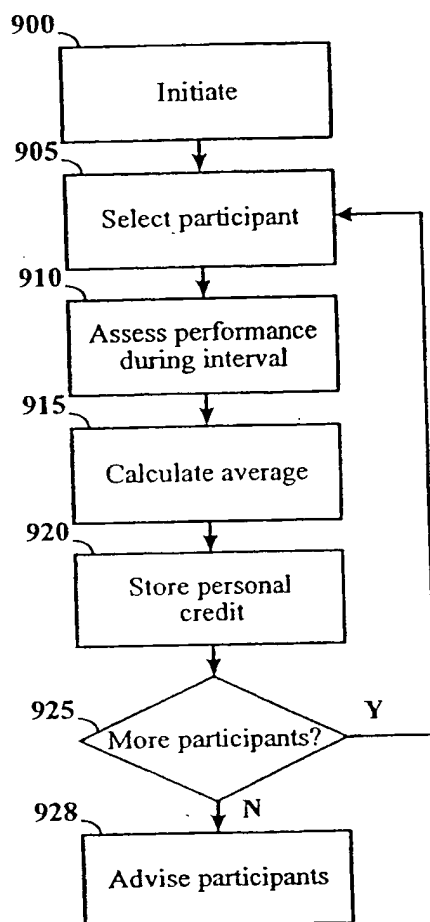 900
Initiate
905
Select participant
910
Assess performance
during interval
915
Calculate average
920
Store personal
credit
925
More participants?
Y
N
928
Advise participants